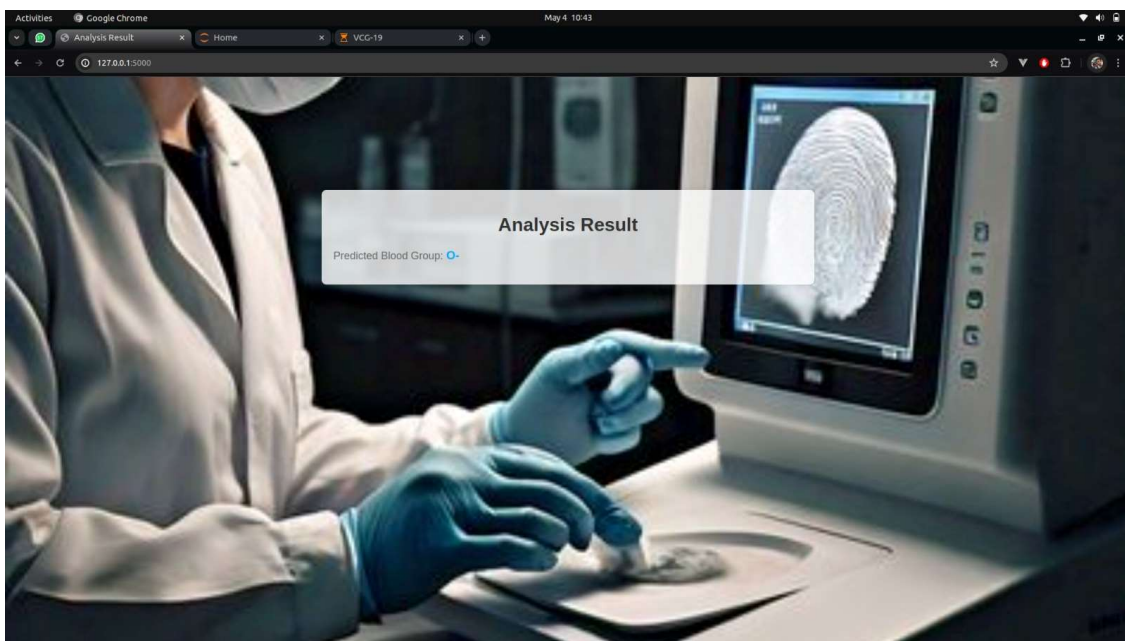 Activities Google Chrome May 4 10:43
Analysis Result Home VCG-19
127.0.0.1:5000
Analysis Result
Predicted Blood Group: O-